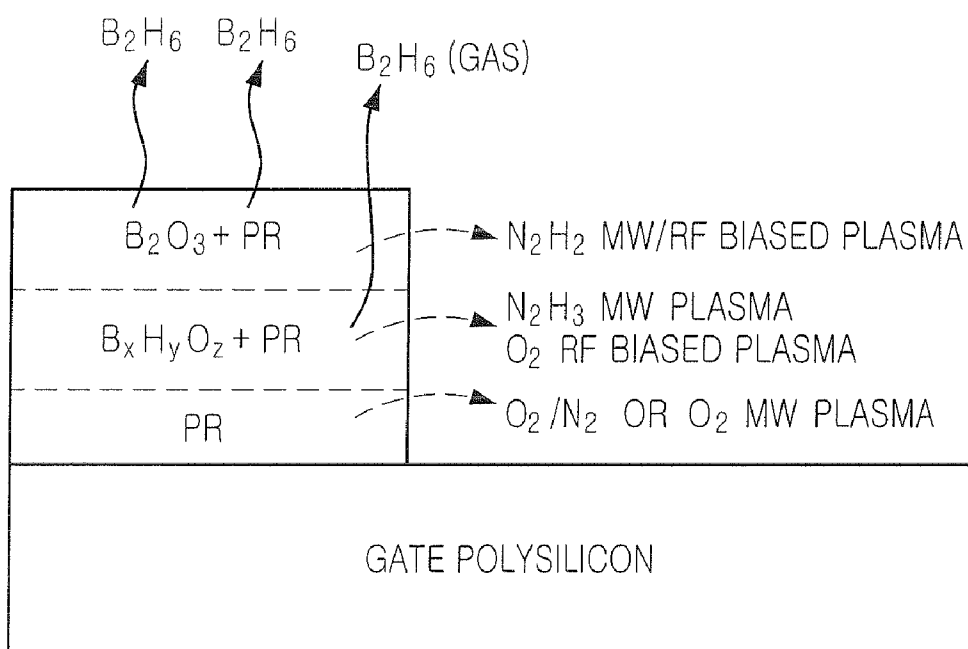 B₂H₆ B₂H₆
B₂H₆ (GAS)
B₂O₃ + PR
N₂H₂ MW/RF BIASED PLASMA
BₓHᵧO_z + PR
N₂H₃ MW PLASMA
O₂ RF BIASED PLASMA
PR
O₂/N₂ OR O₂ MW PLASMA
GATE POLYSILICON